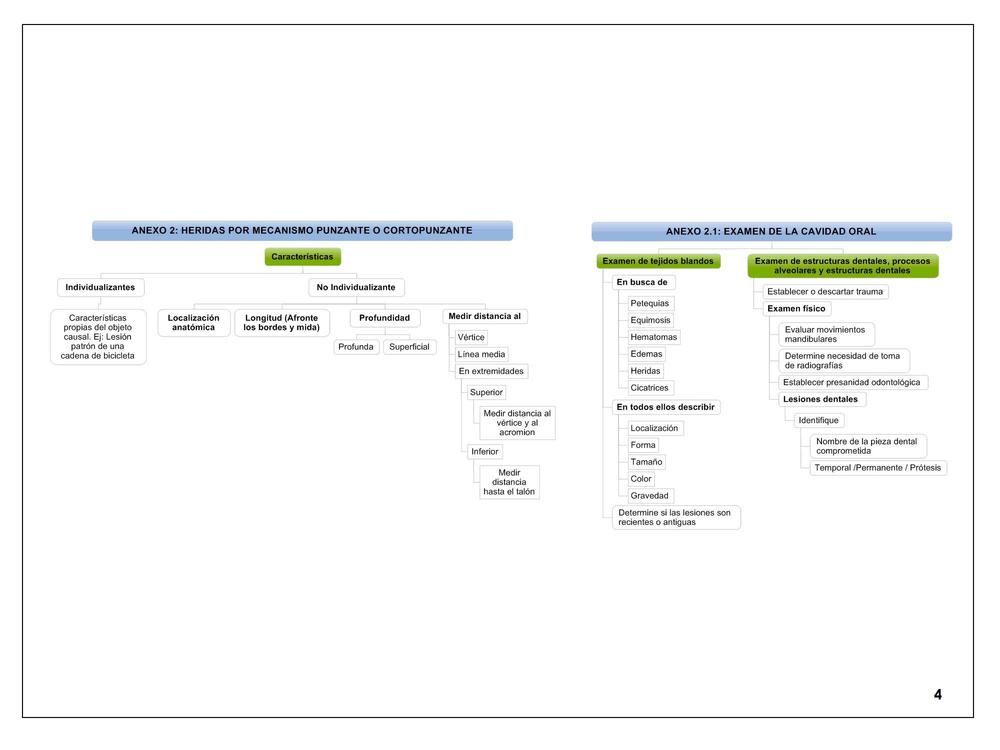 ANEXO 2: HERIDAS POR MECANISMO PUNZANTE O CORTOPUNZANTE
Características
Individualizantes
No Individualizante
Características
propias del objeto
causal. Ej: Lesión
patrón de una
cadena de bicicleta
Localización
anatómica
Longitud (Afronte
los bordes y mida)
Profundidad
Profunda
Superficial
Medir distancia al
Vértice
Línea media
En extremidades
Superior
Medir distancia al
vértice y al
acromion
Inferior
Medir
distancia
hasta el talón
ANEXO 2.1: EXAMEN DE LA CAVIDAD ORAL
Examen de tejidos blandos
En busca de
Petequias
Equimosis
Hematomas
Edemas
Heridas
Cicatrices
En todos ellos describir
Localización
Forma
Tamaño
Color
Gravedad
Determine si las lesiones son
recientes o antiguas
Examen de estructuras dentales, procesos
alveolares y estructuras dentales
Establecer o descartar trauma
Examen físico
Evaluar movimientos
mandibulares
Determine necesidad de toma
de radiografías
Establecer presanidad odontológica
Lesiones dentales
Identifique
Nombre de la pieza dental
comprometida
Temporal /Permanente / Prótesis
4